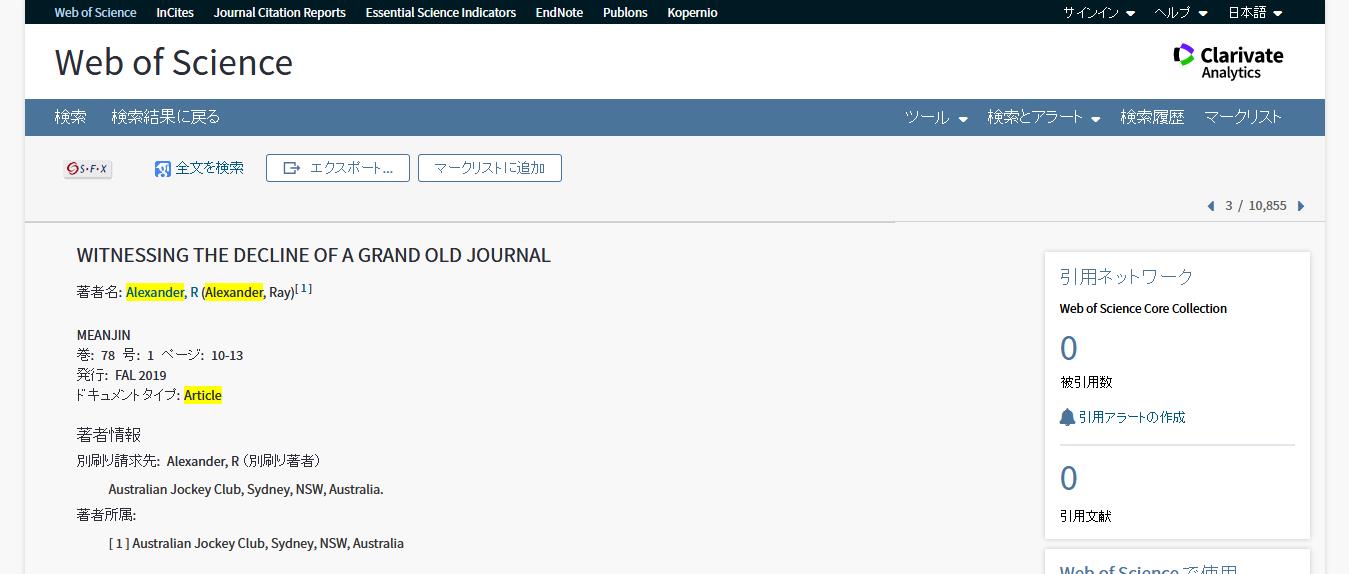 Web of Science InCites Journal Citation Reports Essential Science Indicators EndNote Publons Kopernio サインイン ヘルプ 日本語
Web of Science
Clarivate
Analytics
検索 検索結果に戻る ツール 検索とアラート 検索履歴 マークリスト
S·F·X 全文を検索 エクスポート... マークリストに追加
3 / 10,855
WITNESSING THE DECLINE OF A GRAND OLD JOURNAL
著者名: Alexander, R (Alexander, Ray)[ 1 ]
MEANJIN
巻: 78 号: 1 ページ: 10-13
発行: FAL 2019
ドキュメントタイプ: Article
著者情報
別刷り請求先: Alexander, R (別刷り著者)
Australian Jockey Club, Sydney, NSW, Australia.
著者所属:
[ 1 ] Australian Jockey Club, Sydney, NSW, Australia
引用ネットワーク
Web of Science Core Collection
0
被引用数
引用アラートの作成
0
引用文献
Web of Science で使用